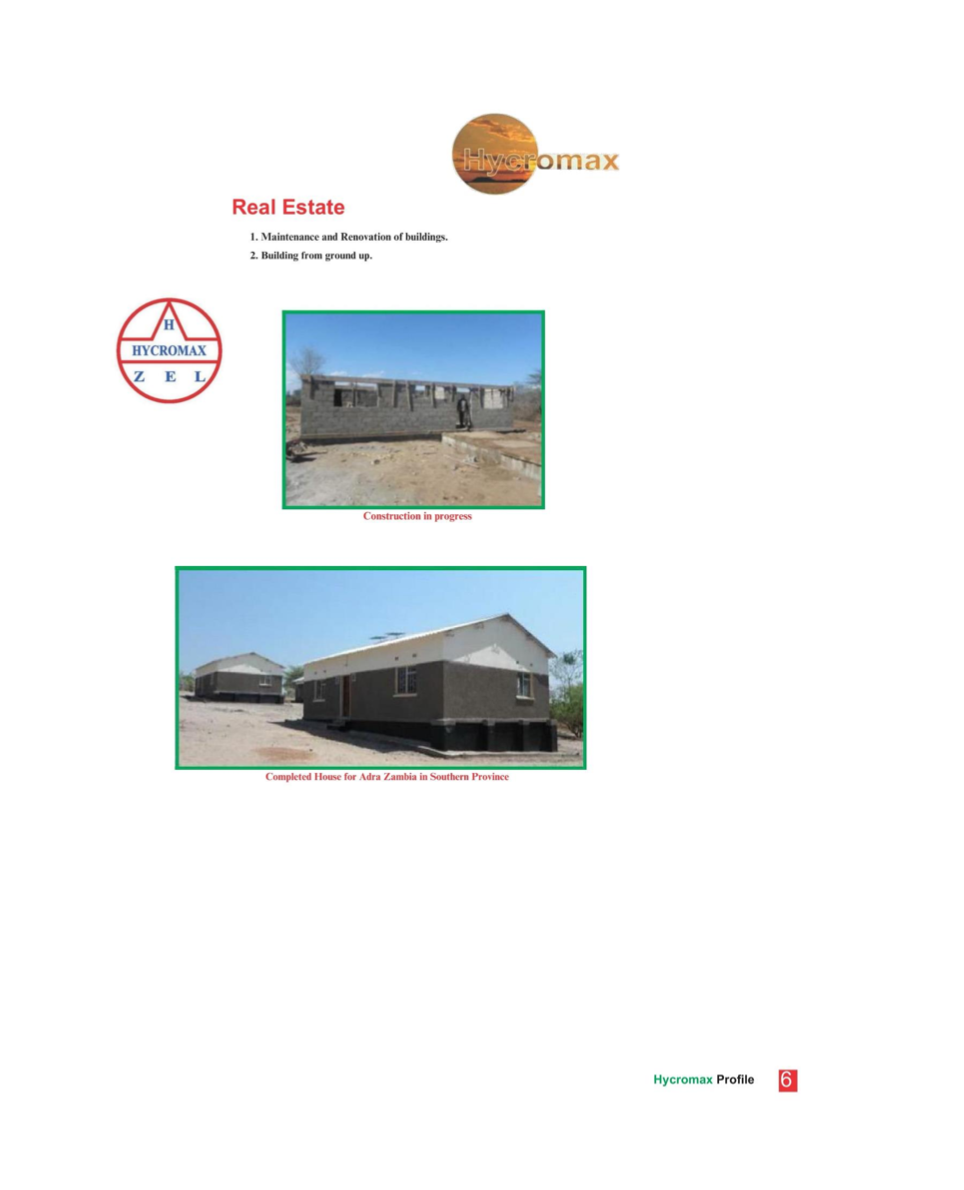 Hycromax
Real Estate
1. Maintenance and Renovation of buildings.
2. Building from ground up.
H
HYCROMAX
Z E L
Construction in progress
Completed House for Adra Zambia in Southern Province
Hycromax Profile 6